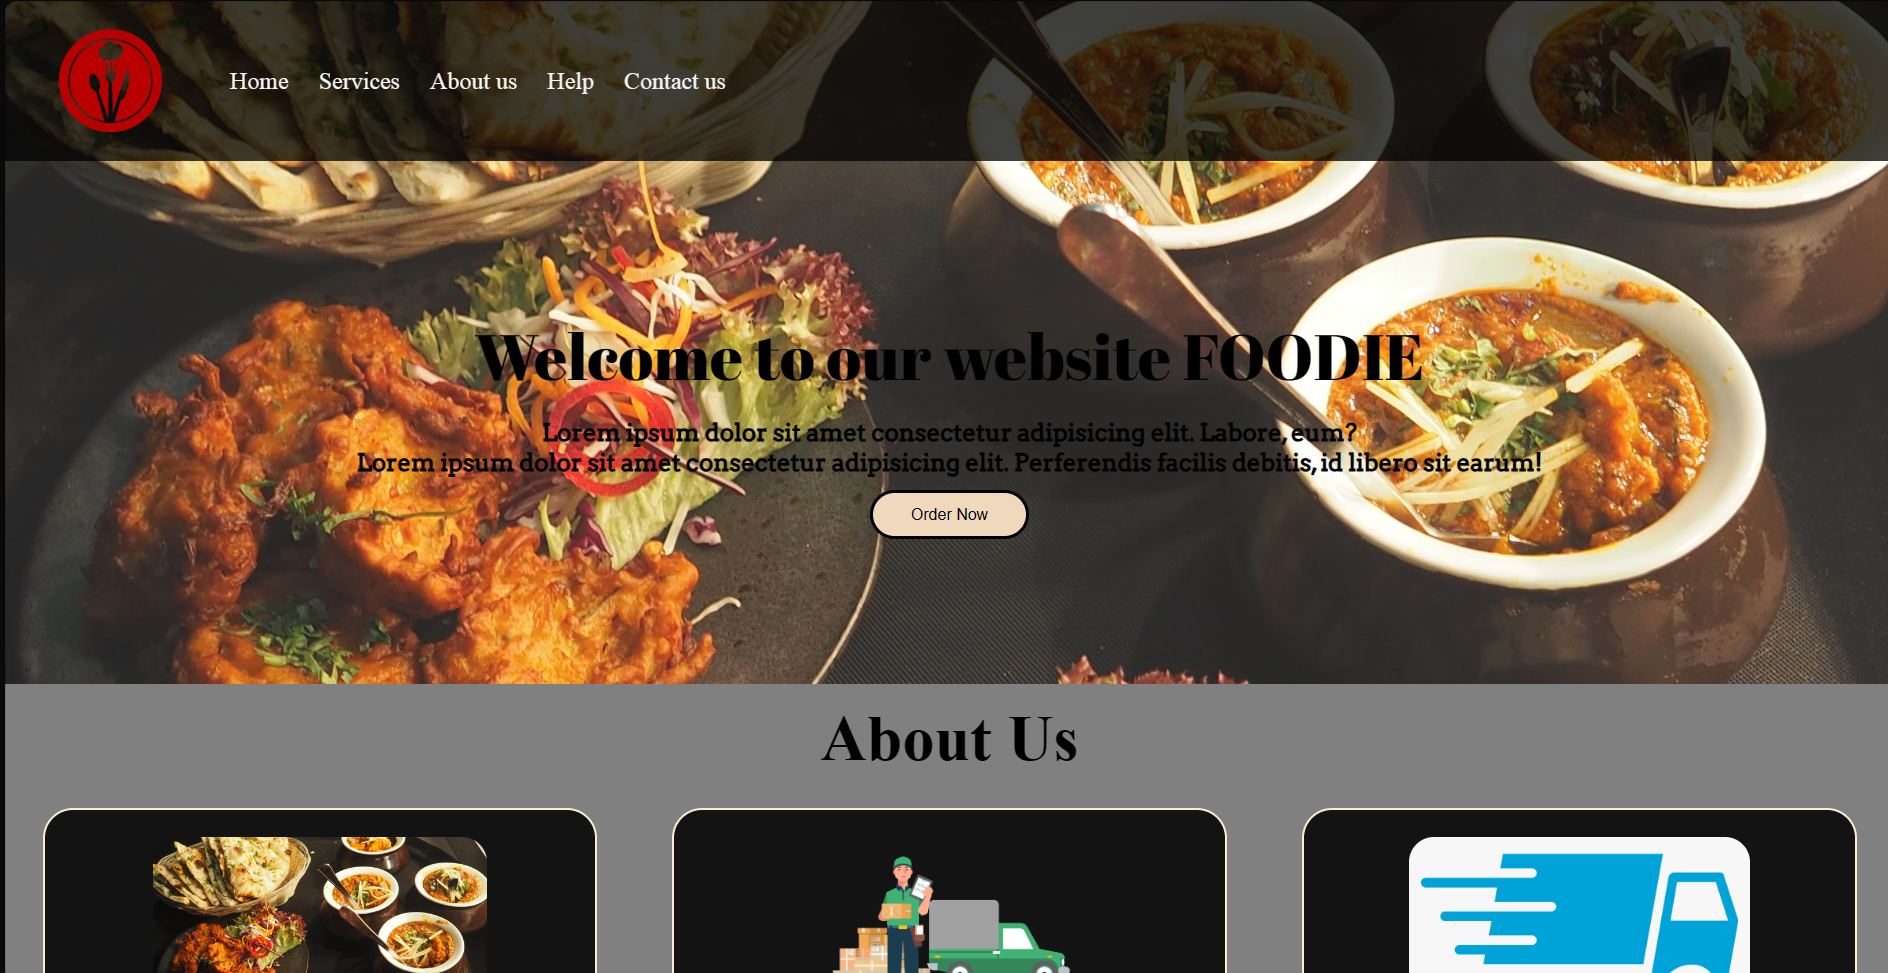 Home Services About us Help Contact us
Welcome to our website FOODIE
Lorem ipsum dolor sit amet consectetur adipisicing elit. Labore, eum?
Lorem ipsum dolor sit amet consectetur adipisicing elit. Perferendis facilis debitis, id libero sit earum!
Order Now
About Us